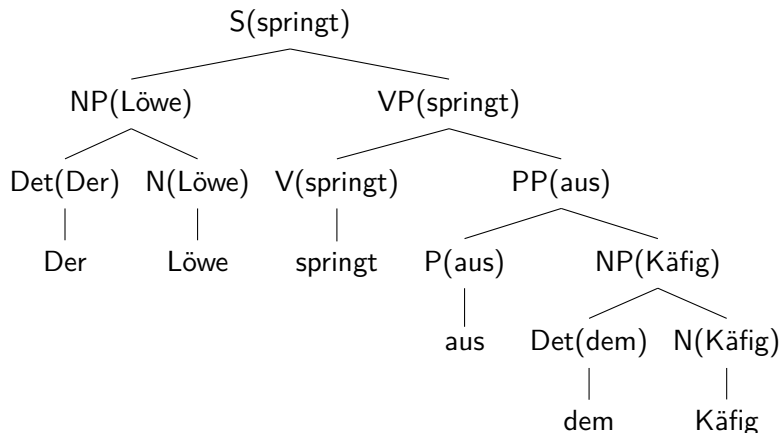 S(springt)
NP(Löwe) VP(springt)
Det(Der) N(Löwe) V(springt) PP(aus)
Der Löwe springt P(aus) NP(Käfig)
aus Det(dem) N(Käfig)
dem Käfig